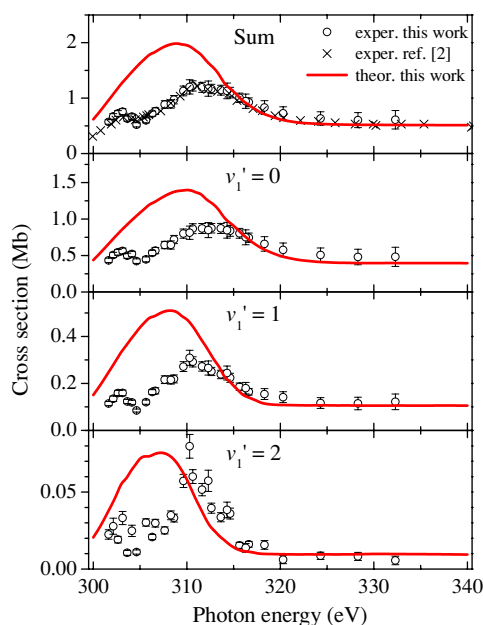 Sum
exper. this work
exper. ref. [2]
theor. this work
2
1
0
v₁' = 0
1.5
1.0
0.5
0.0
v₁' = 1
0.4
0.2
0.0
v₁' = 2
0.05
0.00
300 310 320 330 340
Photon energy (eV)
Cross section (Mb)